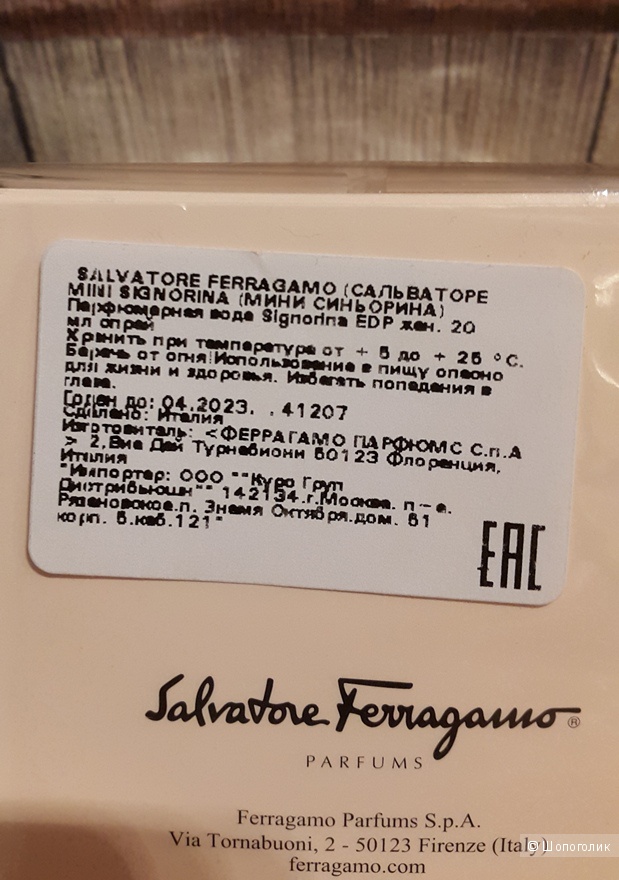 SALVATORE FERRAGAMO (САЛЬВАТОРЕ
MINI SIGNORINA (МИНИ СИНЬОРИНА)
Парфюмерная вода Signorina EDP жен. 20
мл спрей
Хранить при температуре от + 5 до + 25 °C.
Беречь от огня!Использование в пищу опасно
для жизни и здоровья. Избегать попадания в
глаза.
Годен до: 04.2023. . 41207
Сделано: Италия
Изготовитель: <ФЕРРАГАМО ПАРФЮМС С.п.А
> 2,Виа Дей Турнабиони 50123 Флоренция,
Италия
"Импортер: ООО ""Куро Груп
Дистрибьюшн"" 142134.г.Москва. п-е.
Рязановское.п. Знамя Октября.дом. 31
корп. 6.каб.121"
EAC
Salvatore Ferragamo ®
PARFUMS
Ferragamo Parfums S.p.A.
Via Tornabuoni, 2 - 50123 Firenze (Italy)
ferragamo.com
© Шопоголик